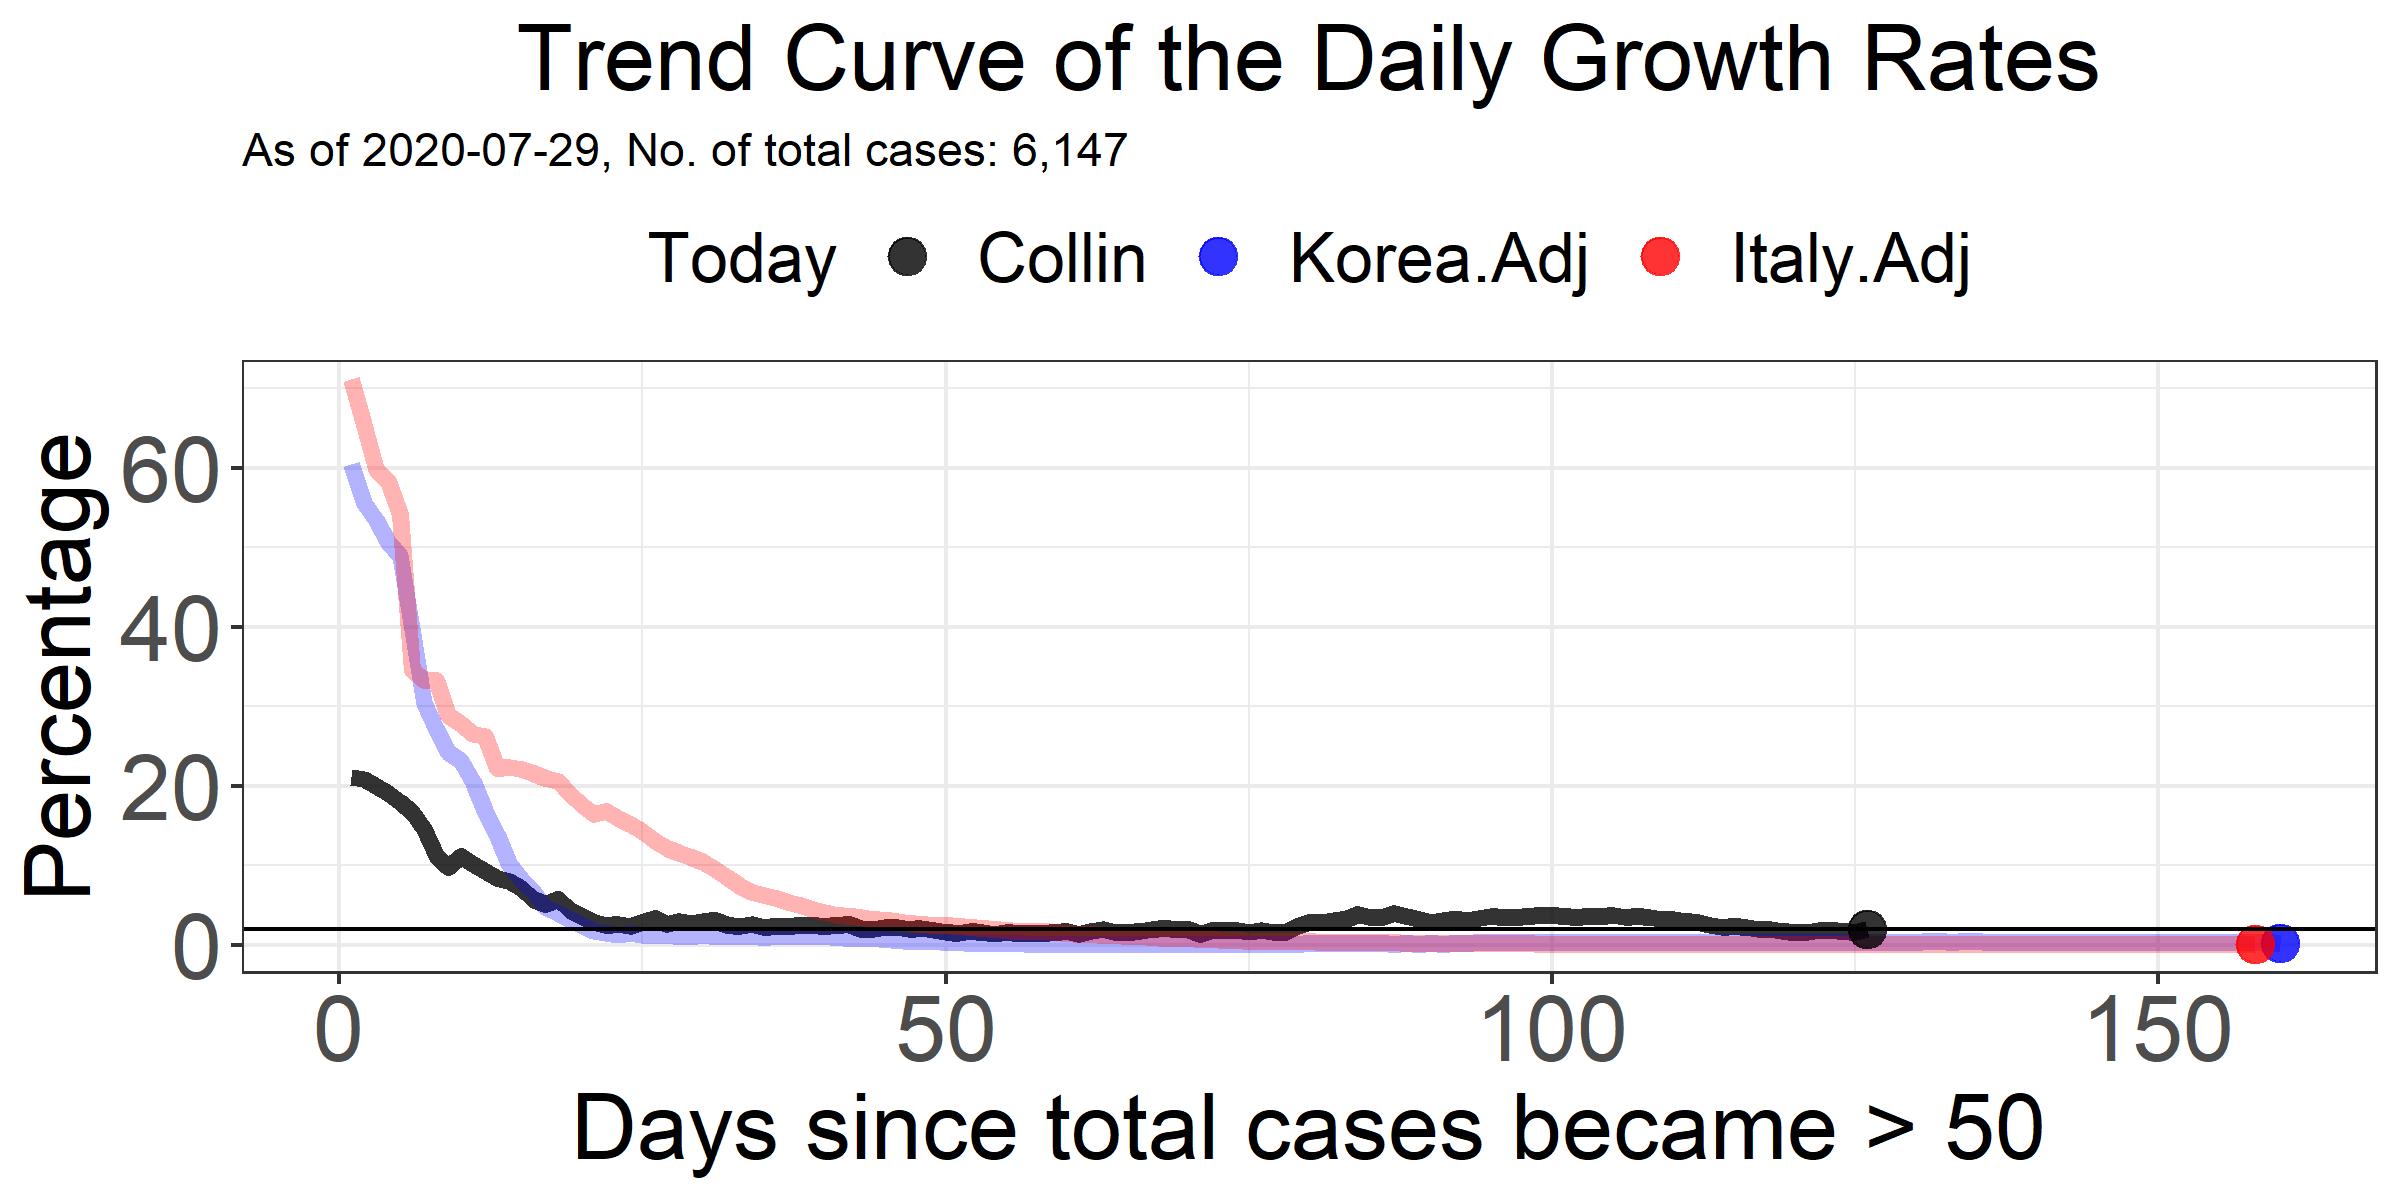 Trend Curve of the Daily Growth Rates
As of 2020-07-29, No. of total cases: 6,147
Today Collin Korea.Adj Italy.Adj
Percentage
60
40
20
0
0 50 100 150
Days since total cases became > 50